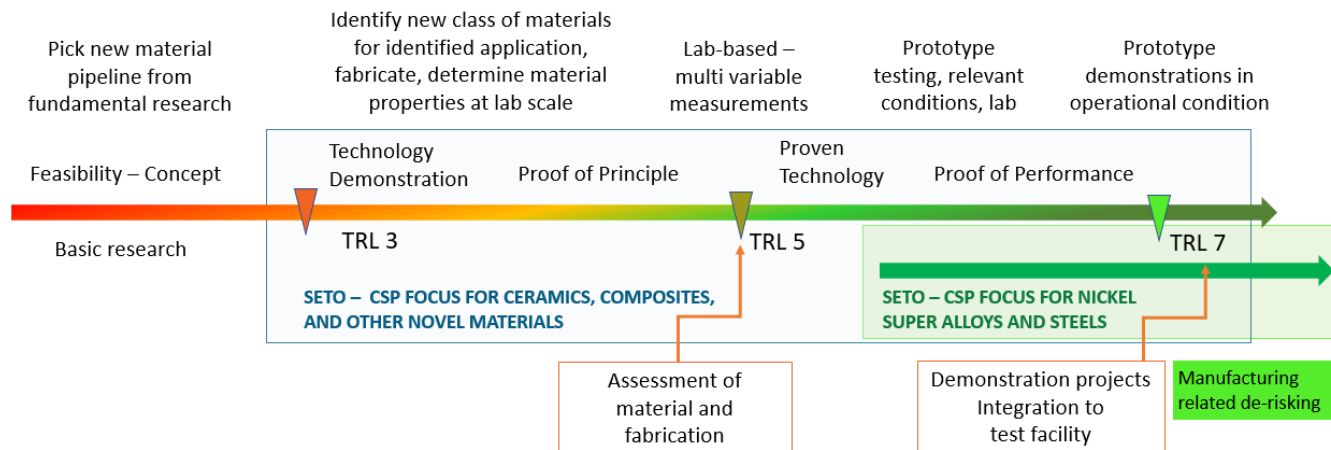 Pick new material
pipeline from
fundamental research
Identify new class of materials
for identified application,
fabricate, determine material
properties at lab scale
Lab-based –
multi variable
measurements
Prototype
testing, relevant
conditions, lab
Prototype
demonstrations in
operational condition
Feasibility – Concept
Technology
Demonstration
Proof of Principle
Proven
Technology
Proof of Performance
Basic research
TRL 3
TRL 5
TRL 7
SETO – CSP FOCUS FOR CERAMICS, COMPOSITES,
AND OTHER NOVEL MATERIALS
SETO – CSP FOCUS FOR NICKEL
SUPER ALLOYS AND STEELS
Assessment of
material and
fabrication
Demonstration projects
Integration to
test facility
Manufacturing
related de-risking